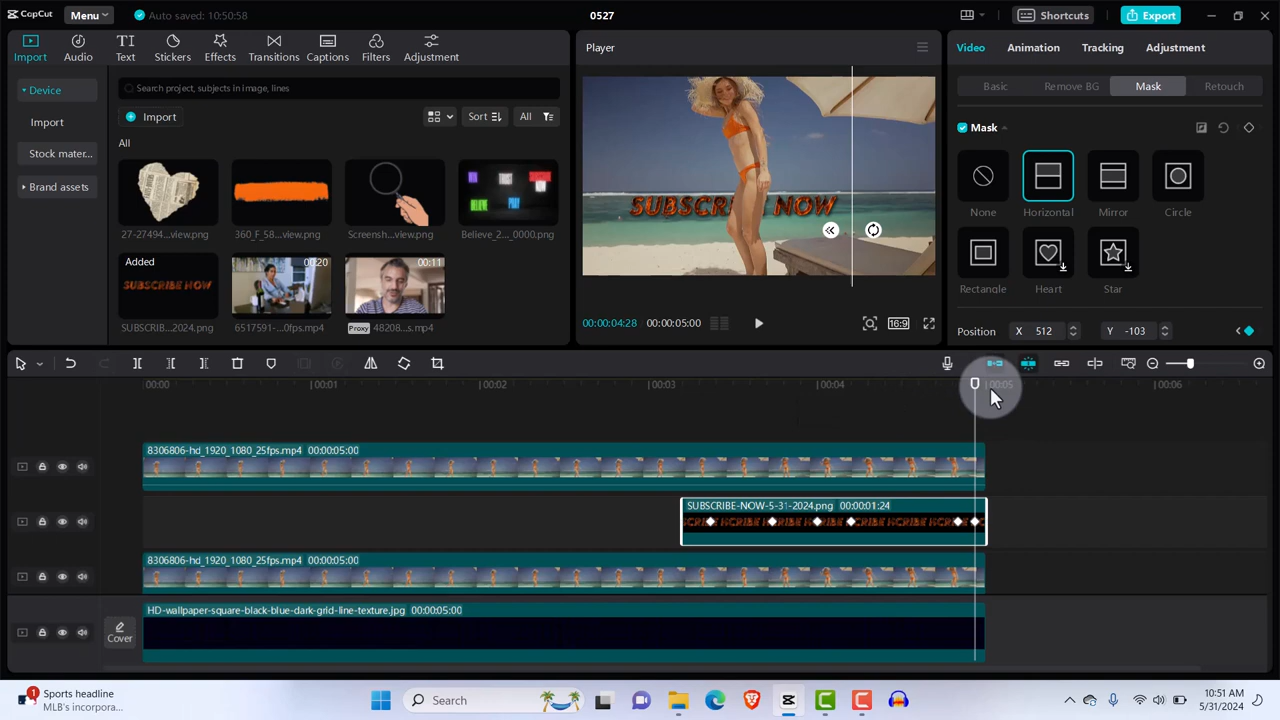 CapCut
Menu
Auto saved: 10:50:58
0527
Shortcuts
Export
Import
Audio
Text
Stickers
Effects
Transitions
Captions
Filters
Adjustment
Device
Import
Stock mater...
Brand assets
Search project, subjects in image, lines
Import
Sort
All
All
27-27494...view.png
360_F_58...view.png
Screensh...view.png
Believe_2..._0000.png
Added
SUBSCRIBE NOW
SUBSCRIB...2024.png
00:20
6517591-...0fps.mp4
00:11
Proxy
48208...s.mp4
Player
SUBSCRIBE NOW
00:00:04:28
00:00:05:00
16:9
Video
Animation
Tracking
Adjustment
Basic
Remove BG
Mask
Retouch
Mask
None
Horizontal
Mirror
Circle
Rectangle
Heart
Star
Position
X
512
Y
-103
00:00
00:01
00:02
00:03
00:04
00:05
00:06
8306806-hd_1920_1080_25fps.mp4 00:00:05:00
SUBSCRIBE-NOW-5-31-2024.png 00:00:01:24
8306806-hd_1920_1080_25fps.mp4 00:00:05:00
Cover
HD-wallpaper-square-black-blue-dark-grid-line-texture.jpg 00:00:05:00
1
Sports headline
MLB's incorpora...
Search
10:51 AM
5/31/2024